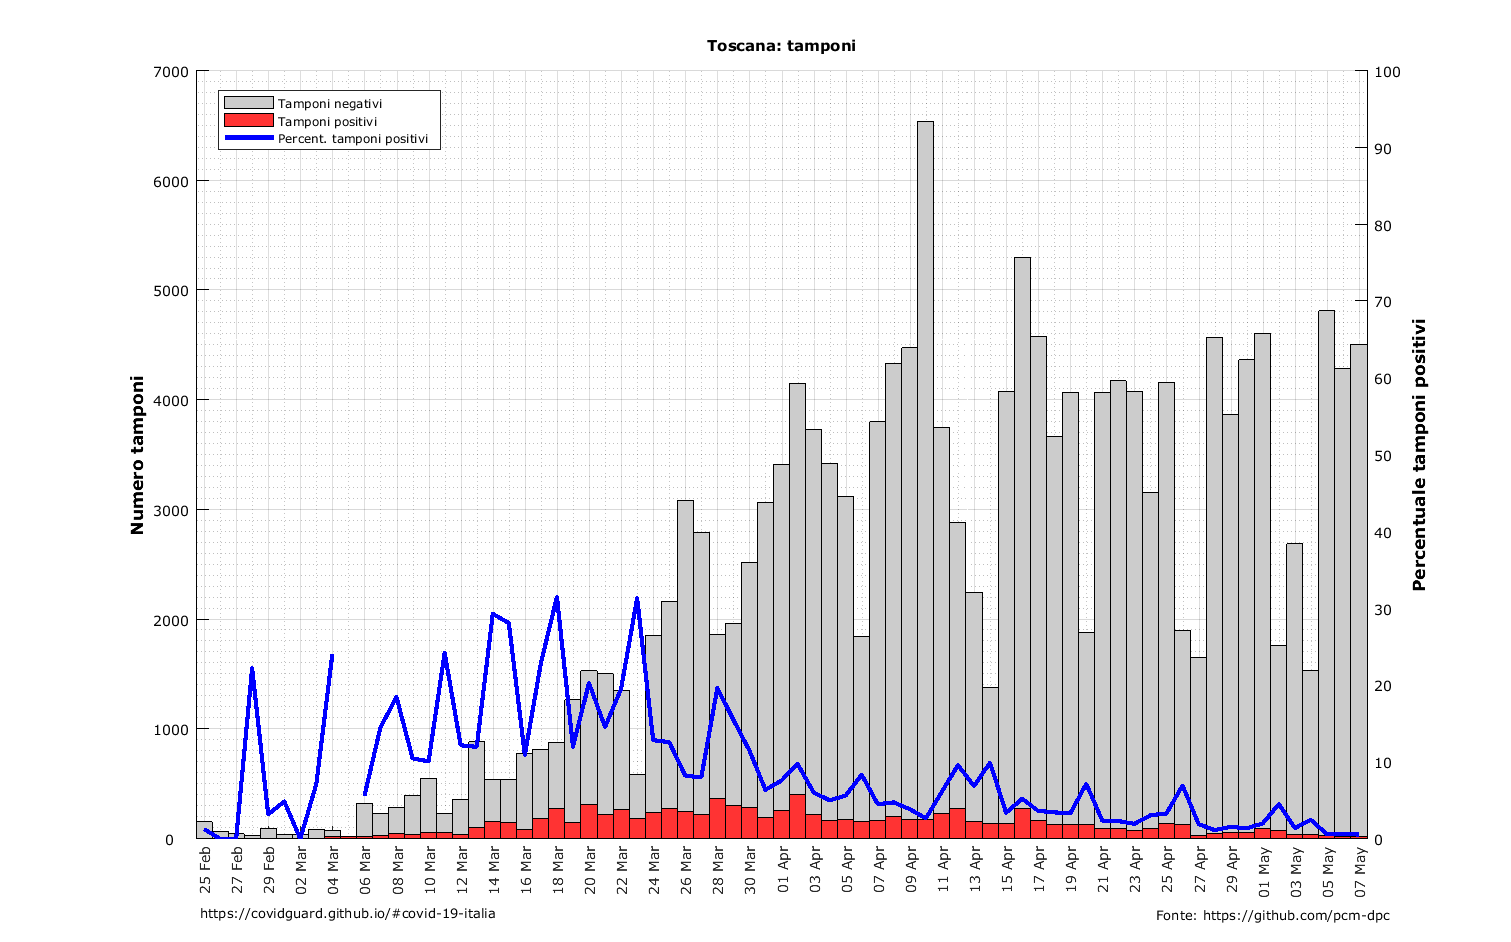 Toscana: tamponi
7000
6000
5000
4000
3000
2000
1000
0
Numero tamponi
Tamponi negativi
Tamponi positivi
Percent. tamponi positivi
100
90
80
70
60
50
40
30
20
10
0
Percentuale tamponi positivi
25 Feb
27 Feb
29 Feb
02 Mar
04 Mar
06 Mar
08 Mar
10 Mar
12 Mar
14 Mar
16 Mar
18 Mar
20 Mar
22 Mar
24 Mar
26 Mar
28 Mar
30 Mar
01 Apr
03 Apr
05 Apr
07 Apr
09 Apr
11 Apr
13 Apr
15 Apr
17 Apr
19 Apr
21 Apr
23 Apr
25 Apr
27 Apr
29 Apr
01 May
03 May
05 May
07 May
https://covidguard.github.io/#covid-19-italia
Fonte: https://github.com/pcm-dpc